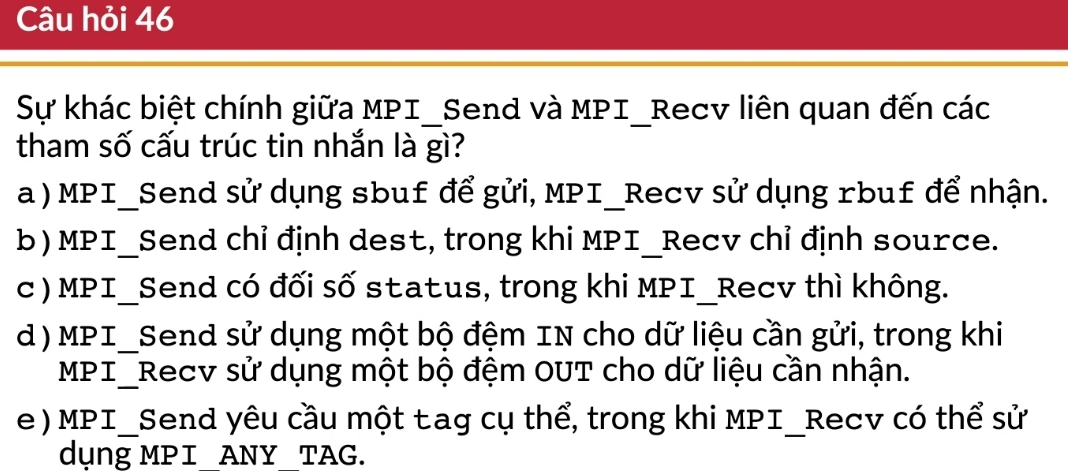 Câu hỏi 46
Sự khác biệt chính giữa MPI_Send và MPI_Recv liên quan đến các
tham số cấu trúc tin nhắn là gì?
a) MPI_Send sử dụng sbuf để gửi, MPI_Recv sử dụng rbuf để nhận.
b) MPI_Send chỉ định dest, trong khi MPI_Recv chỉ định source.
c) MPI_Send có đối số status, trong khi MPI_Recv thì không.
d) MPI_Send sử dụng một bộ đệm IN cho dữ liệu cần gửi, trong khi
MPI_Recv sử dụng một bộ đệm OUT cho dữ liệu cần nhận.
e) MPI_Send yêu cầu một tag cụ thể, trong khi MPI_Recv có thể sử
dụng MPI_ANY_TAG.